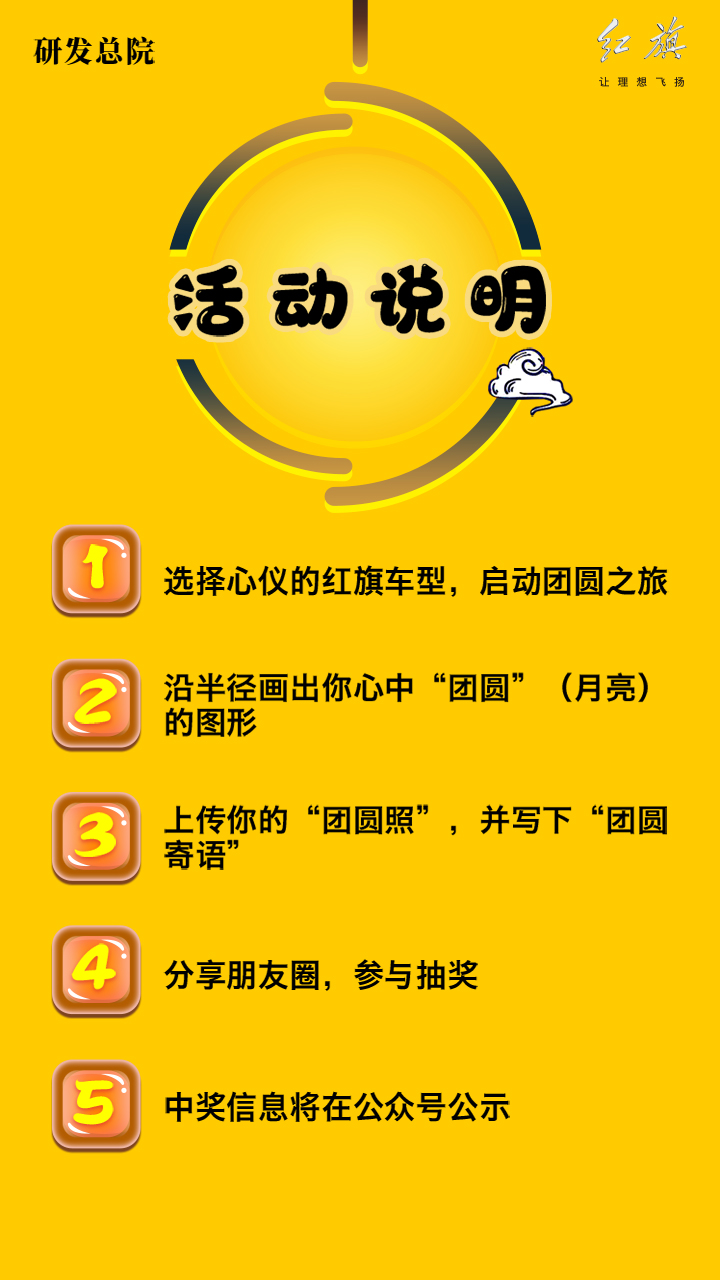 研发总院
红旗
让理想飞扬
活动说明
1
选择心仪的红旗车型，启动团圆之旅
2
沿半径画出你心中“团圆”（月亮）
的图形
3
上传你的“团圆照”，并写下“团圆
寄语”
4
分享朋友圈，参与抽奖
5
中奖信息将在公众号公示